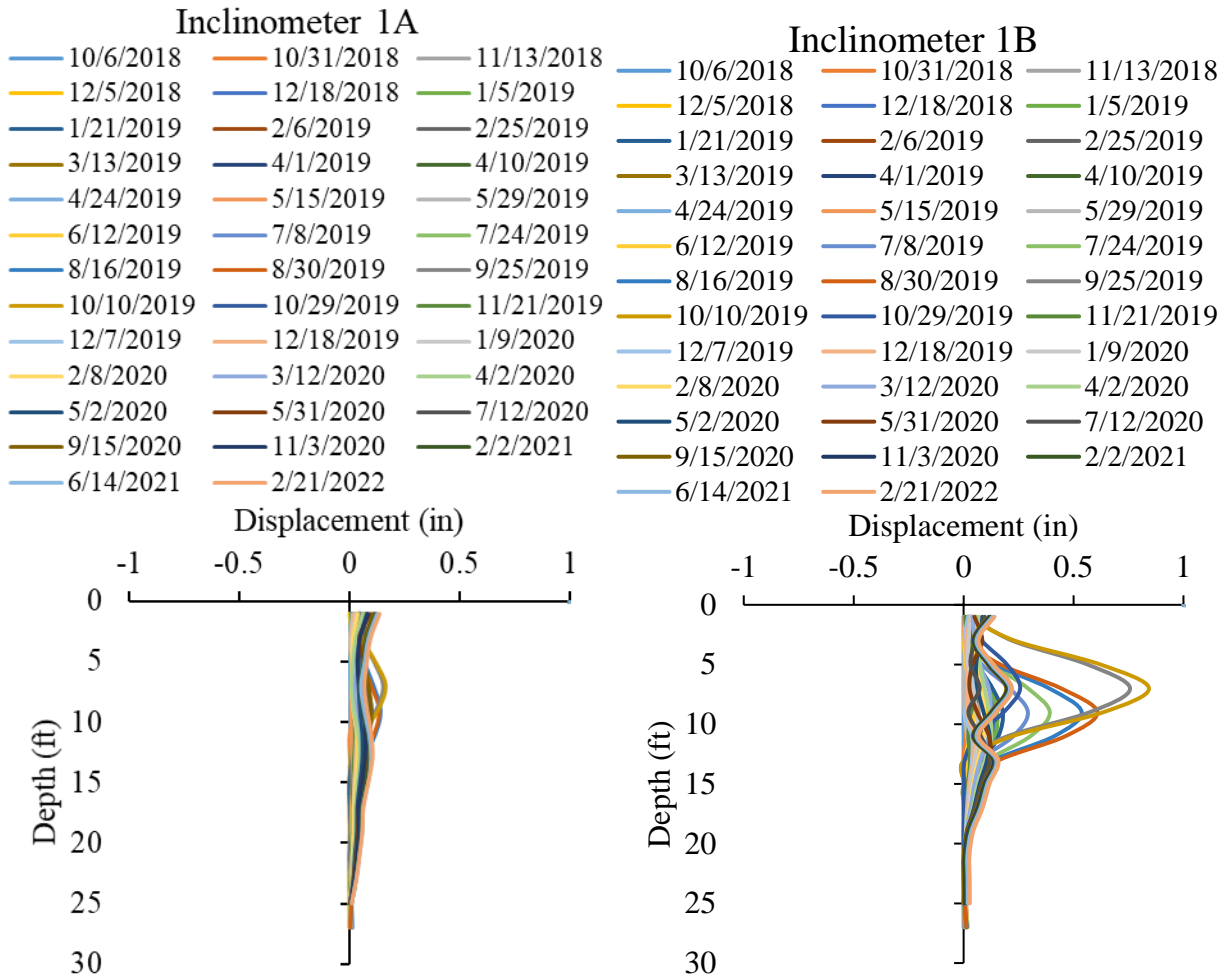 Inclinometer 1A
10/6/2018 10/31/2018 11/13/2018
12/5/2018 12/18/2018 1/5/2019
1/21/2019 2/6/2019 2/25/2019
3/13/2019 4/1/2019 4/10/2019
4/24/2019 5/15/2019 5/29/2019
6/12/2019 7/8/2019 7/24/2019
8/16/2019 8/30/2019 9/25/2019
10/10/2019 10/29/2019 11/21/2019
12/7/2019 12/18/2019 1/9/2020
2/8/2020 3/12/2020 4/2/2020
5/2/2020 5/31/2020 7/12/2020
9/15/2020 11/3/2020 2/2/2021
6/14/2021 2/21/2022
Displacement (in)
-1 -0.5 0 0.5 1
0
5
10
15
20
25
30
Depth (ft)
Inclinometer 1B
10/6/2018 10/31/2018 11/13/2018
12/5/2018 12/18/2018 1/5/2019
1/21/2019 2/6/2019 2/25/2019
3/13/2019 4/1/2019 4/10/2019
4/24/2019 5/15/2019 5/29/2019
6/12/2019 7/8/2019 7/24/2019
8/16/2019 8/30/2019 9/25/2019
10/10/2019 10/29/2019 11/21/2019
12/7/2019 12/18/2019 1/9/2020
2/8/2020 3/12/2020 4/2/2020
5/2/2020 5/31/2020 7/12/2020
9/15/2020 11/3/2020 2/2/2021
6/14/2021 2/21/2022
Displacement (in)
-1 -0.5 0 0.5 1
0
5
10
15
20
25
30
Depth (ft)